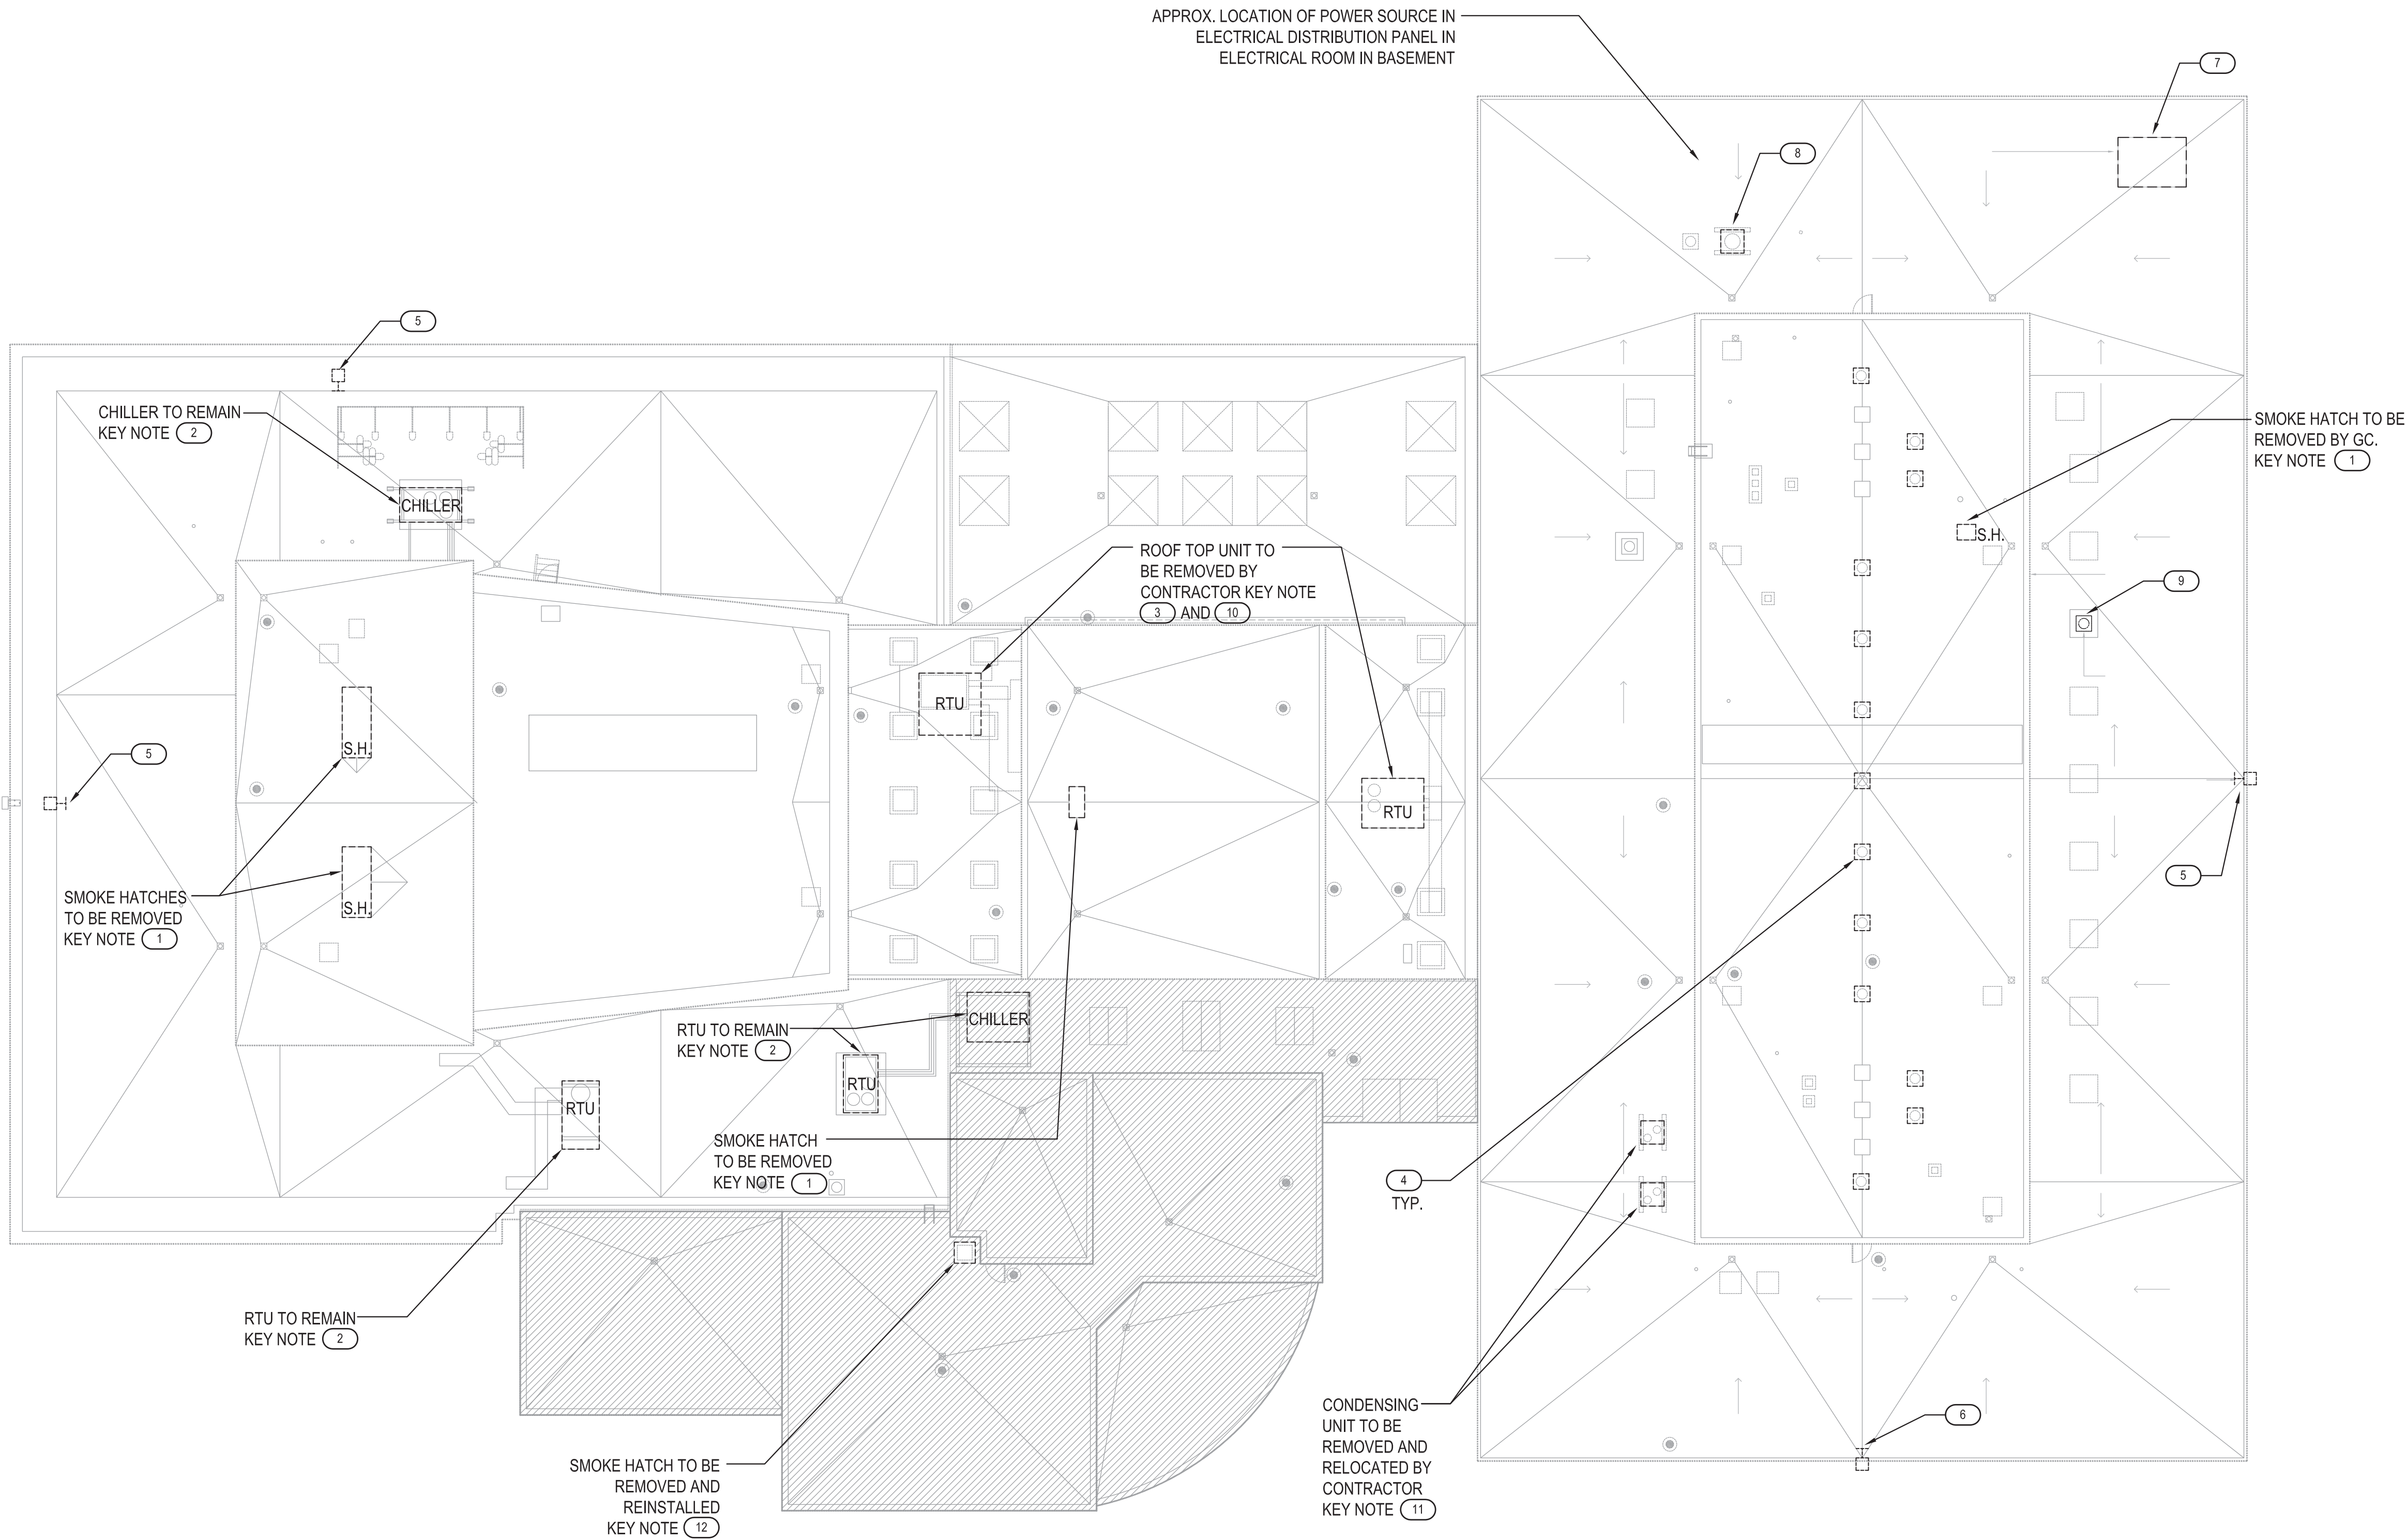 APPROX. LOCATION OF POWER SOURCE IN
ELECTRICAL DISTRIBUTION PANEL IN
ELECTRICAL ROOM IN BASEMENT
7
8
5
CHILLER TO REMAIN
KEY NOTE 2
CHILLER
SMOKE HATCH TO BE
REMOVED BY GC.
KEY NOTE 1
S.H.
ROOF TOP UNIT TO
BE REMOVED BY
CONTRACTOR KEY NOTE
3 AND 10
9
RTU
S.H.
5
RTU
5
SMOKE HATCHES
TO BE REMOVED
KEY NOTE 1
S.H.
RTU TO REMAIN
KEY NOTE 2
CHILLER
RTU
RTU
SMOKE HATCH
TO BE REMOVED
KEY NOTE 1
4
TYP.
RTU TO REMAIN
KEY NOTE 2
CONDENSING
UNIT TO BE
REMOVED AND
RELOCATED BY
CONTRACTOR
KEY NOTE 11
6
SMOKE HATCH TO BE
REMOVED AND
REINSTALLED
KEY NOTE 12